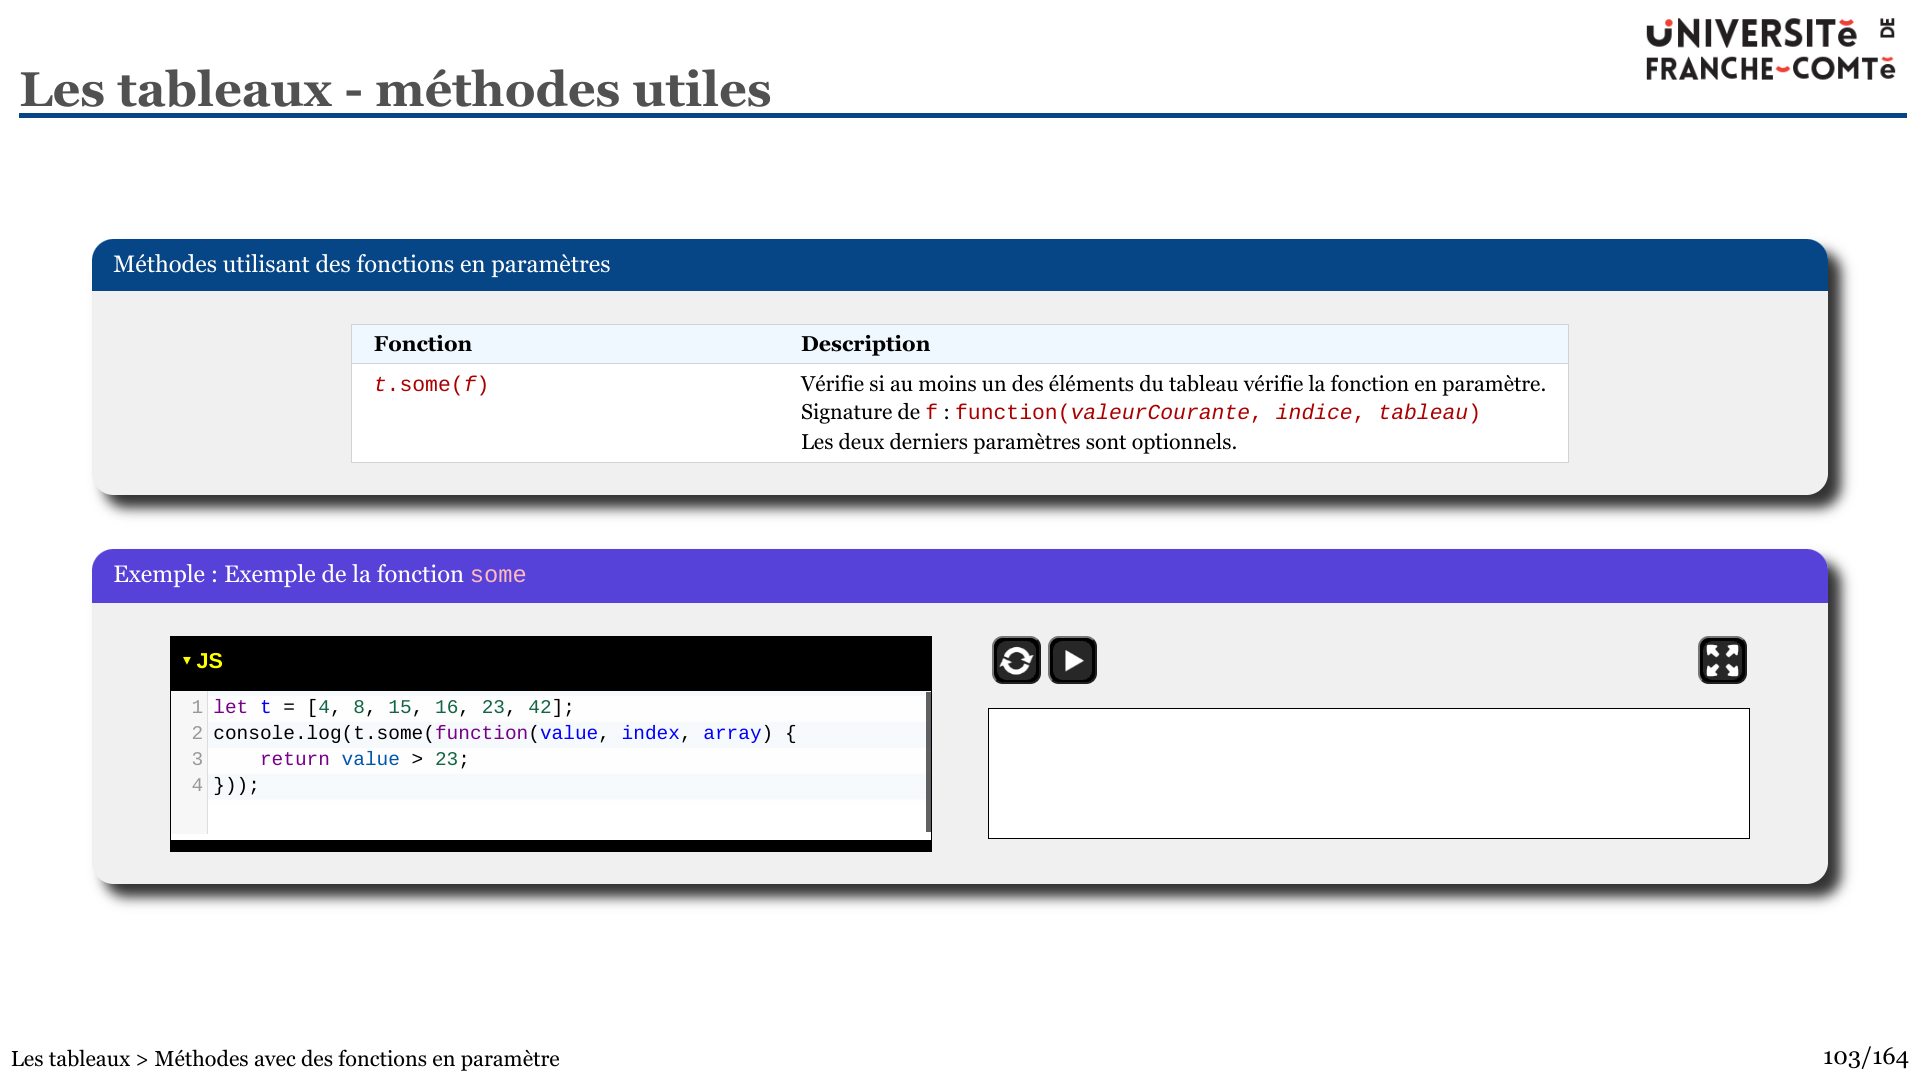 UNIVERSITé DE
FRANCHE-COMTé
Les tableaux - méthodes utiles
Méthodes utilisant des fonctions en paramètres
Fonction Description
t.some(f) Vérifie si au moins un des éléments du tableau vérifie la fonction en paramètre.
Signature de f : function(valeurCourante, indice, tableau)
Les deux derniers paramètres sont optionnels.
Exemple : Exemple de la fonction some
▾ JS
1 let t = [4, 8, 15, 16, 23, 42];
2 console.log(t.some(function(value, index, array) {
3     return value > 23;
4 }));
Les tableaux > Méthodes avec des fonctions en paramètre
103/164